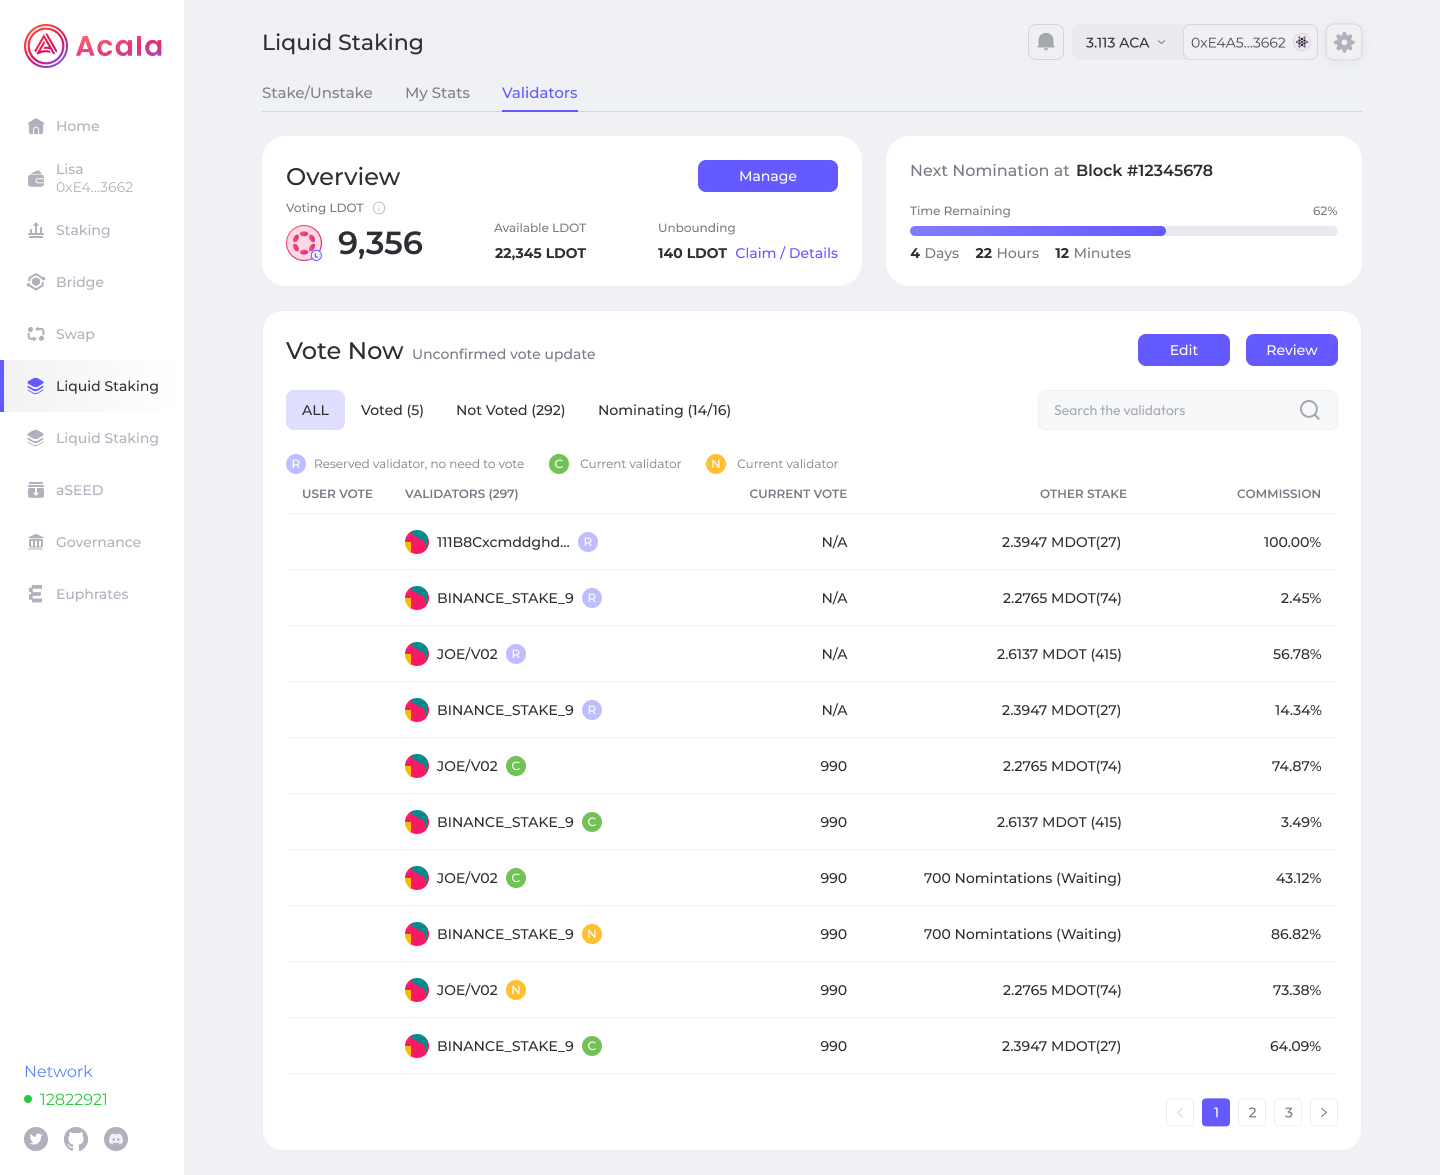 Acala
Home
Lisa
0xE4...3662
Staking
Bridge
Swap
Liquid Staking
Liquid Staking
aSEED
Governance
Euphrates
Network
12822921
Liquid Staking
3.113 ACA
0xE4A5...3662
Stake/Unstake My Stats Validators
Overview
Manage
Voting LDOT
9,356
Available LDOT
22,345 LDOT
Unbounding
140 LDOT Claim / Details
Next Nomination at Block #12345678
Time Remaining 62%
4 Days 22 Hours 12 Minutes
Vote Now Unconfirmed vote update
Edit Review
ALL Voted (5) Not Voted (292) Nominating (14/16)
Search the validators
R Reserved validator, no need to vote C Current validator N Current validator
USER VOTE VALIDATORS (297) CURRENT VOTE OTHER STAKE COMMISSION
111B8Cxcmddghd... R N/A 2.3947 MDOT(27) 100.00%
BINANCE_STAKE_9 R N/A 2.2765 MDOT(74) 2.45%
JOE/V02 R N/A 2.6137 MDOT (415) 56.78%
BINANCE_STAKE_9 R N/A 2.3947 MDOT(27) 14.34%
JOE/V02 C 990 2.2765 MDOT(74) 74.87%
BINANCE_STAKE_9 C 990 2.6137 MDOT (415) 3.49%
JOE/V02 C 990 700 Nomintations (Waiting) 43.12%
BINANCE_STAKE_9 N 990 700 Nomintations (Waiting) 86.82%
JOE/V02 N 990 2.2765 MDOT(74) 73.38%
BINANCE_STAKE_9 C 990 2.3947 MDOT(27) 64.09%
< 1 2 3 >